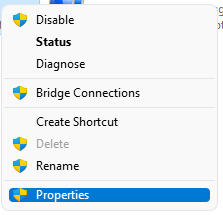 Disable
Status
Diagnose
Bridge Connections
Create Shortcut
Delete
Rename
Properties